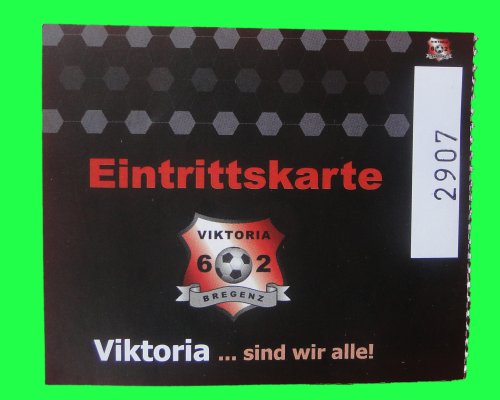 Eintrittskarte
2907
VIKTORIA
6 2
BREGENZ
Viktoria ... sind wir alle!